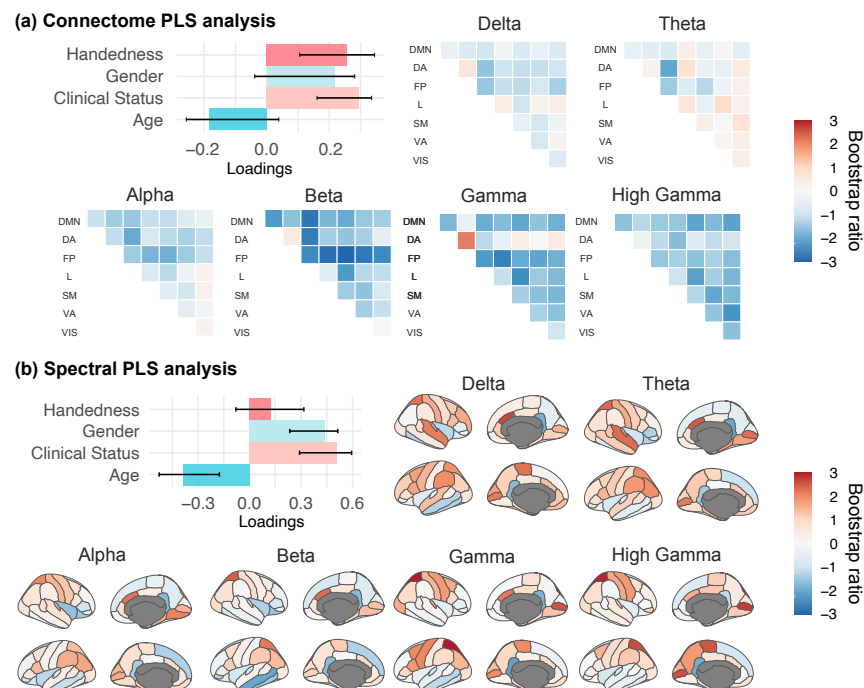 (a) Connectome PLS analysis
Handedness
Gender
Clinical Status
Age
−0.2 0.0 0.2
Loadings
Delta
DMN
DA
FP
L
SM
VA
VIS
Theta
DMN
DA
FP
L
SM
VA
VIS
3
2
1
0
−1
−2
−3
Bootstrap ratio
Alpha
DMN
DA
FP
L
SM
VA
VIS
Beta
DMN
DA
FP
L
SM
VA
VIS
Gamma
DMN
DA
FP
L
SM
VA
VIS
High Gamma
DMN
DA
FP
L
SM
VA
VIS
(b) Spectral PLS analysis
Handedness
Gender
Clinical Status
Age
−0.3 0.0 0.3 0.6
Loadings
Delta
Theta
3
2
1
0
−1
−2
−3
Bootstrap ratio
Alpha
Beta
Gamma
High Gamma